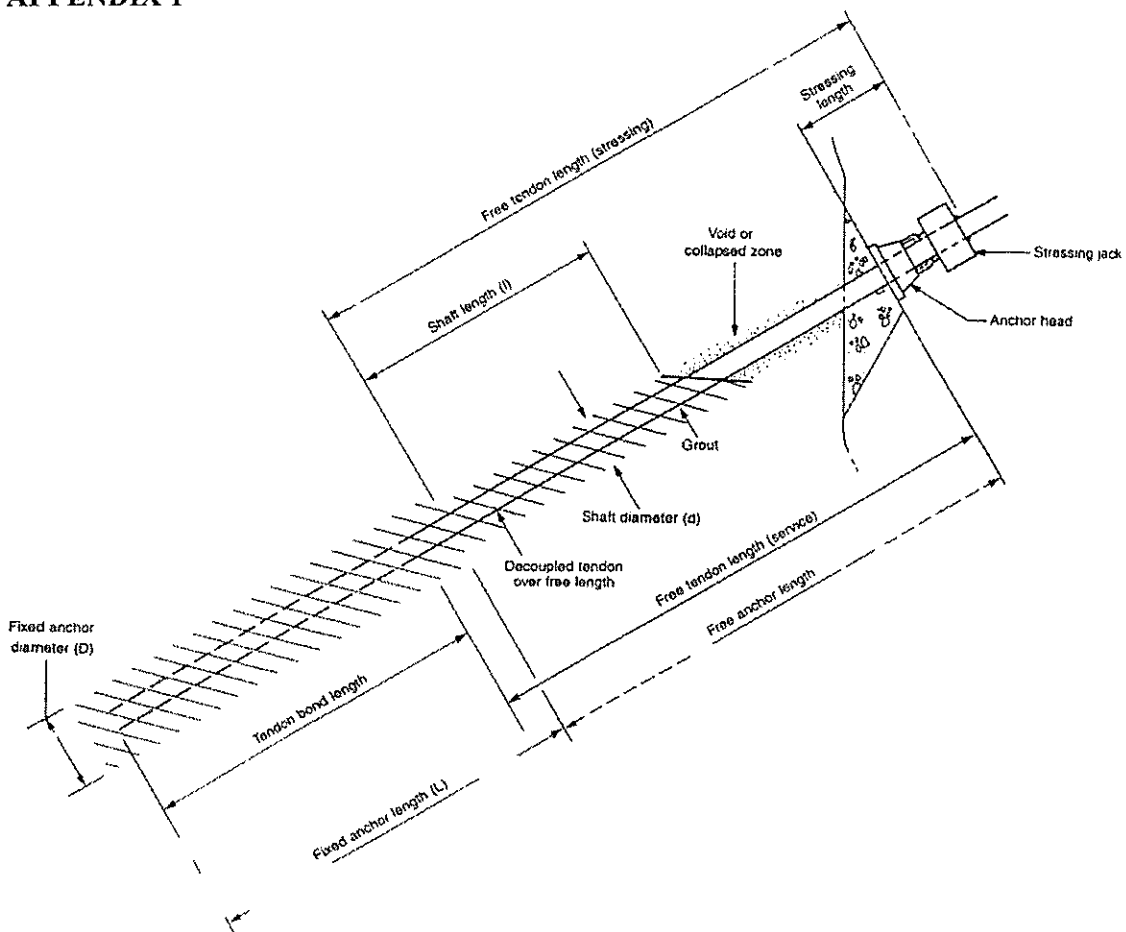 APPENDIX 1
Stressing
length
Free tendon length (stressing)
Void or
collapsed zone
Stressing jack
Shaft length (l)
Anchor head
Grout
Shaft diameter (d)
Decoupled tendon
over free length
Free tendon length (service)
Free anchor length
Fixed anchor
diameter (D)
Tendon bond length
Fixed anchor length (L)